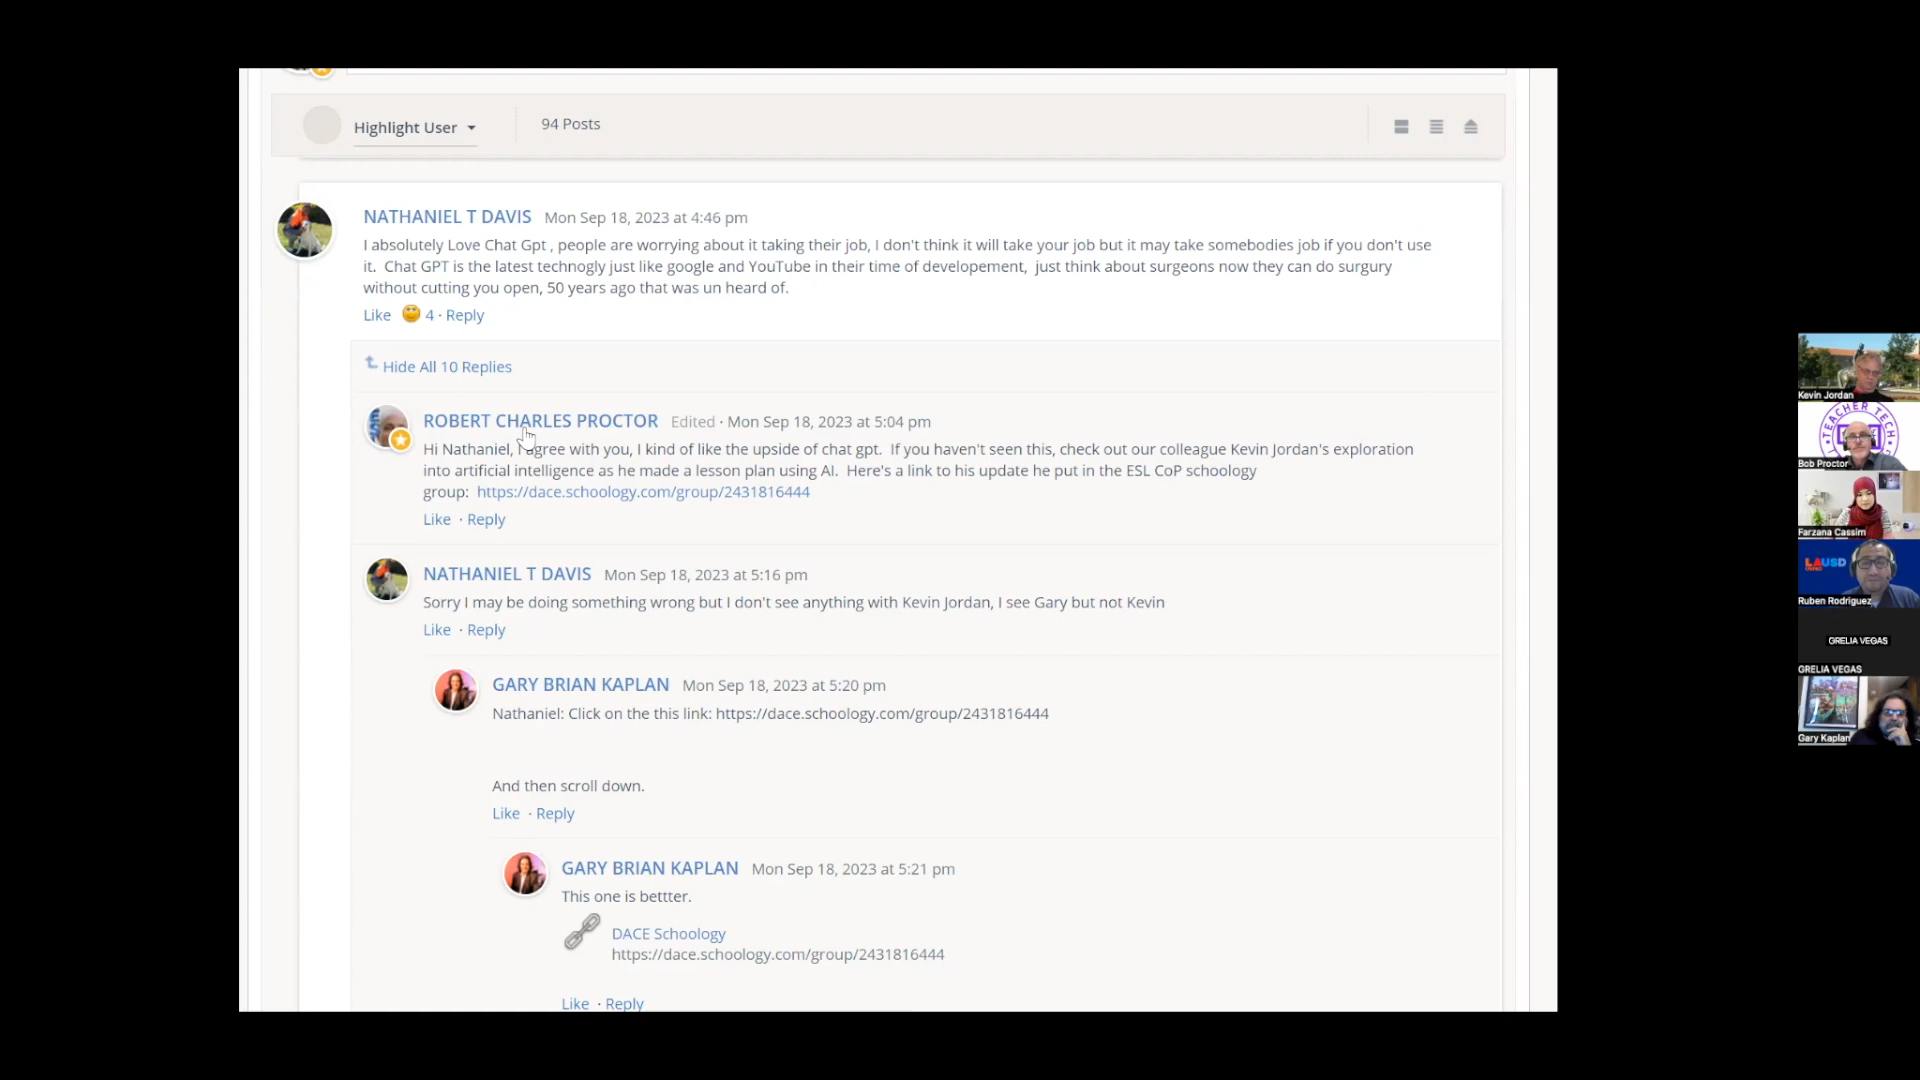 Highlight User
94 Posts
NATHANIEL T DAVIS Mon Sep 18, 2023 at 4:46 pm
I absolutely Love Chat Gpt , people are worrying about it taking their job, I don't think it will take your job but it may take somebodies job if you don't use
it. Chat GPT is the latest technogly just like google and YouTube in their time of developement, just think about surgeons now they can do surgury
without cutting you open, 50 years ago that was un heard of.
Like 4 · Reply
Hide All 10 Replies
ROBERT CHARLES PROCTOR Edited · Mon Sep 18, 2023 at 5:04 pm
Hi Nathaniel, I agree with you, I kind of like the upside of chat gpt. If you haven't seen this, check out our colleague Kevin Jordan's exploration
into artificial intelligence as he made a lesson plan using AI. Here's a link to his update he put in the ESL CoP schoology
group: https://dace.schoology.com/group/2431816444
Like · Reply
NATHANIEL T DAVIS Mon Sep 18, 2023 at 5:16 pm
Sorry I may be doing something wrong but I don't see anything with Kevin Jordan, I see Gary but not Kevin
Like · Reply
GARY BRIAN KAPLAN Mon Sep 18, 2023 at 5:20 pm
Nathaniel: Click on the this link: https://dace.schoology.com/group/2431816444
And then scroll down.
Like · Reply
GARY BRIAN KAPLAN Mon Sep 18, 2023 at 5:21 pm
This one is bettter.
DACE Schoology
https://dace.schoology.com/group/2431816444
Like · Reply
Kevin Jordan
TEACHER TECH
Bob Proctor
Farzana Cassim
LAUSD
Ruben Rodriguez
GRELIA VEGAS
GRELIA VEGAS
Gary Kaplan